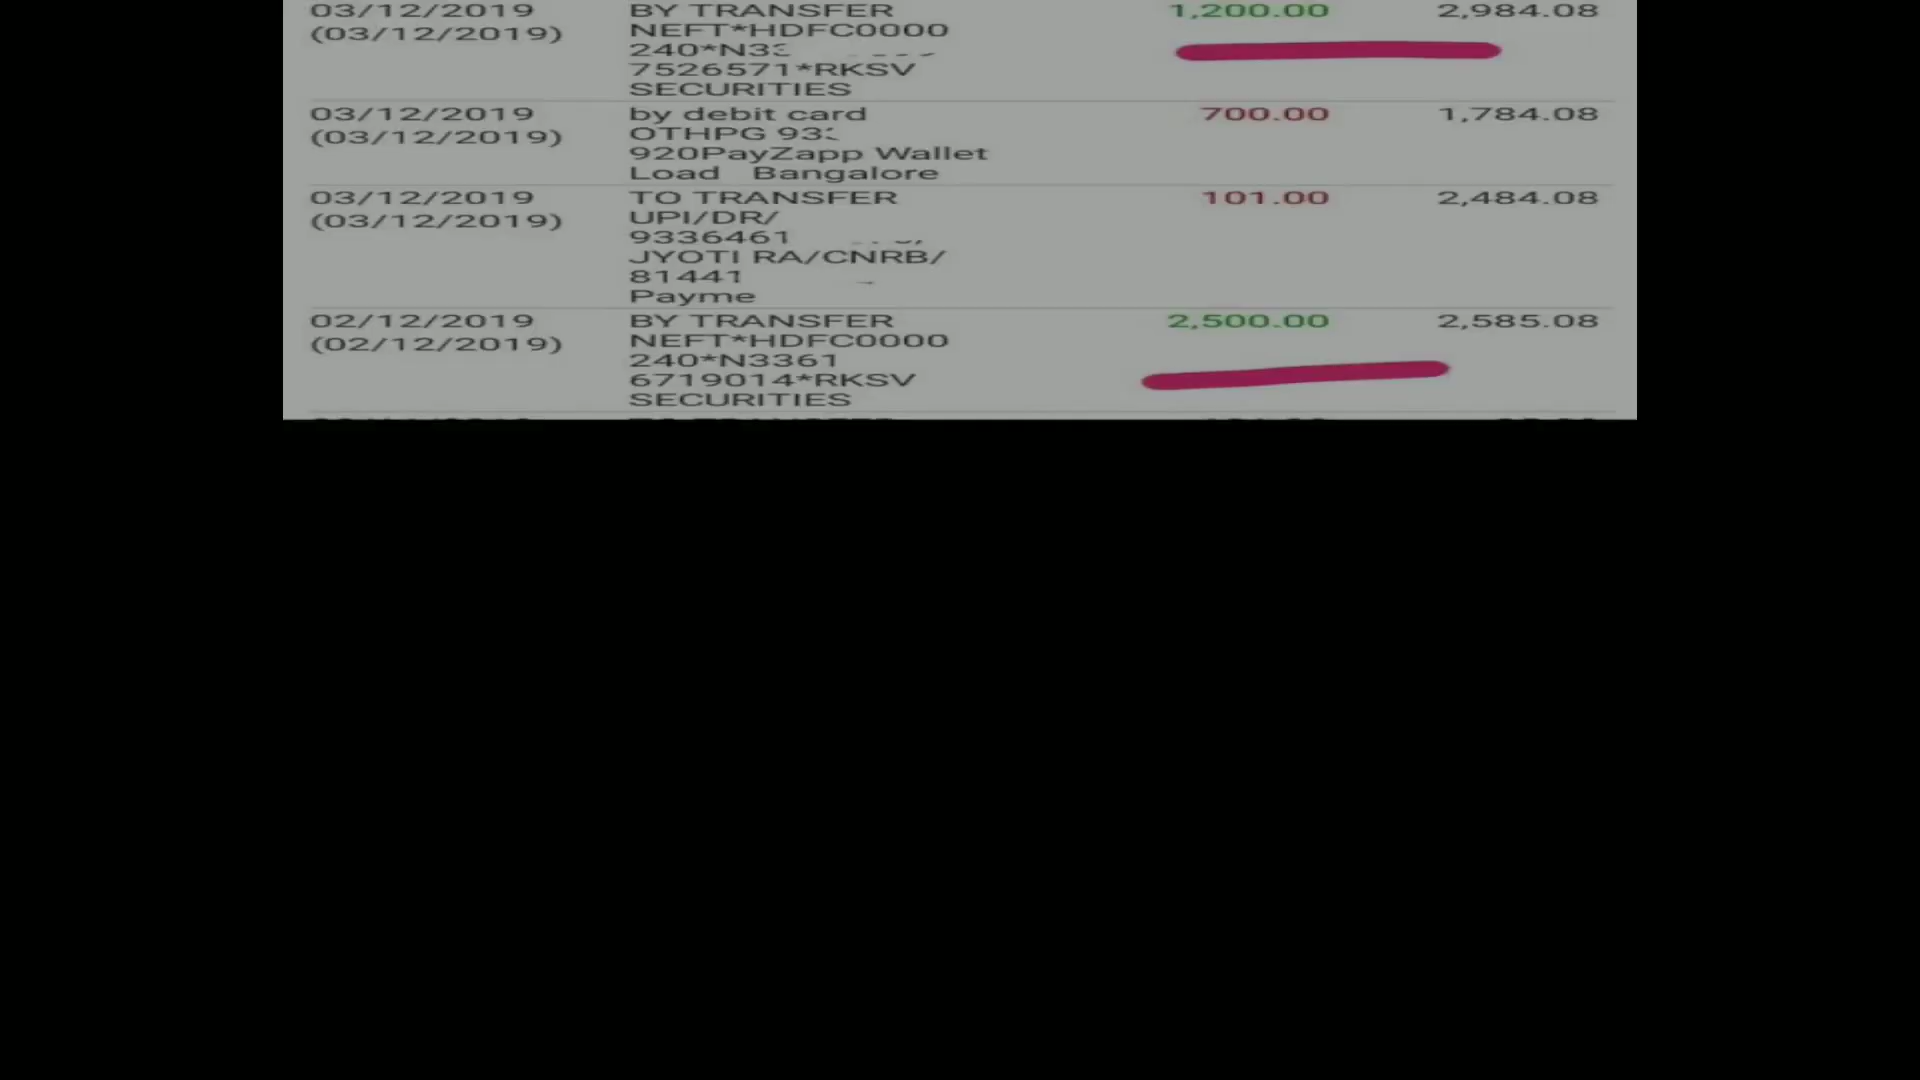 03/12/2019 BY TRANSFER 1,200.00 2,984.08
(03/12/2019) NEFT*HDFC0000
240*N33
7526571*RKSV
SECURITIES
03/12/2019 by debit card 700.00 1,784.08
(03/12/2019) OTHPG 933
920PayZapp Wallet
Load Bangalore
03/12/2019 TO TRANSFER 101.00 2,484.08
(03/12/2019) UPI/DR/
9336461
JYOTI RA/CNRB/
81441
Payme
02/12/2019 BY TRANSFER 2,500.00 2,585.08
(02/12/2019) NEFT*HDFC0000
240*N3361
6719014*RKSV
SECURITIES